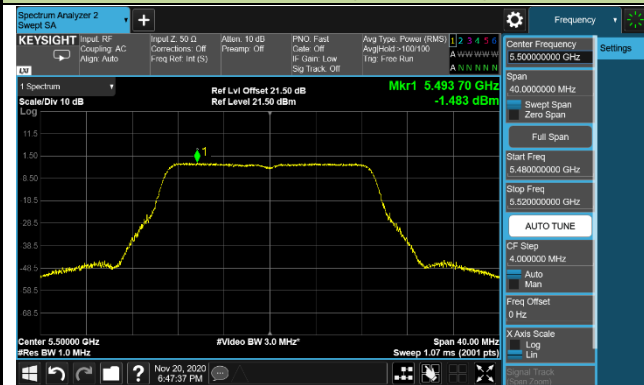 Spectrum Analyzer 2
Swept SA
Frequency
KEYSIGHT
Input: RF
Coupling: AC
Align: Auto
Input Z: 50 Ω
Corrections: Off
Freq Ref: Int (S)
Atten: 10 dB
Preamp: Off
PNO: Fast
Gate: Off
IF Gain: Low
Sig Track: Off
Avg Type: Power (RMS)
Avg|Hold:>100/100
Trig: Free Run
1 2 3 4 5 6
A W W W W W
A N N N N N
LXI
1 Spectrum
Scale/Div 10 dB
Log
Ref Lvl Offset 21.50 dB
Ref Level 21.50 dBm
Mkr1 5.493 70 GHz
-1.483 dBm
11.5
1.50
-8.50
-18.5
-28.5
-38.5
-48.5
-58.5
-68.5
1
Center 5.50000 GHz
#Res BW 1.0 MHz
#Video BW 3.0 MHz*
Span 40.00 MHz
Sweep 1.07 ms (2001 pts)
Center Frequency
5.500000000 GHz
Settings
Span
40.0000000 MHz
Swept Span
Zero Span
Full Span
Start Freq
5.480000000 GHz
Stop Freq
5.520000000 GHz
AUTO TUNE
CF Step
4.000000 MHz
Auto
Man
Freq Offset
0 Hz
X Axis Scale
Log
Lin
Signal Track
(Span Zoom)
Nov 20, 2020
6:47:37 PM